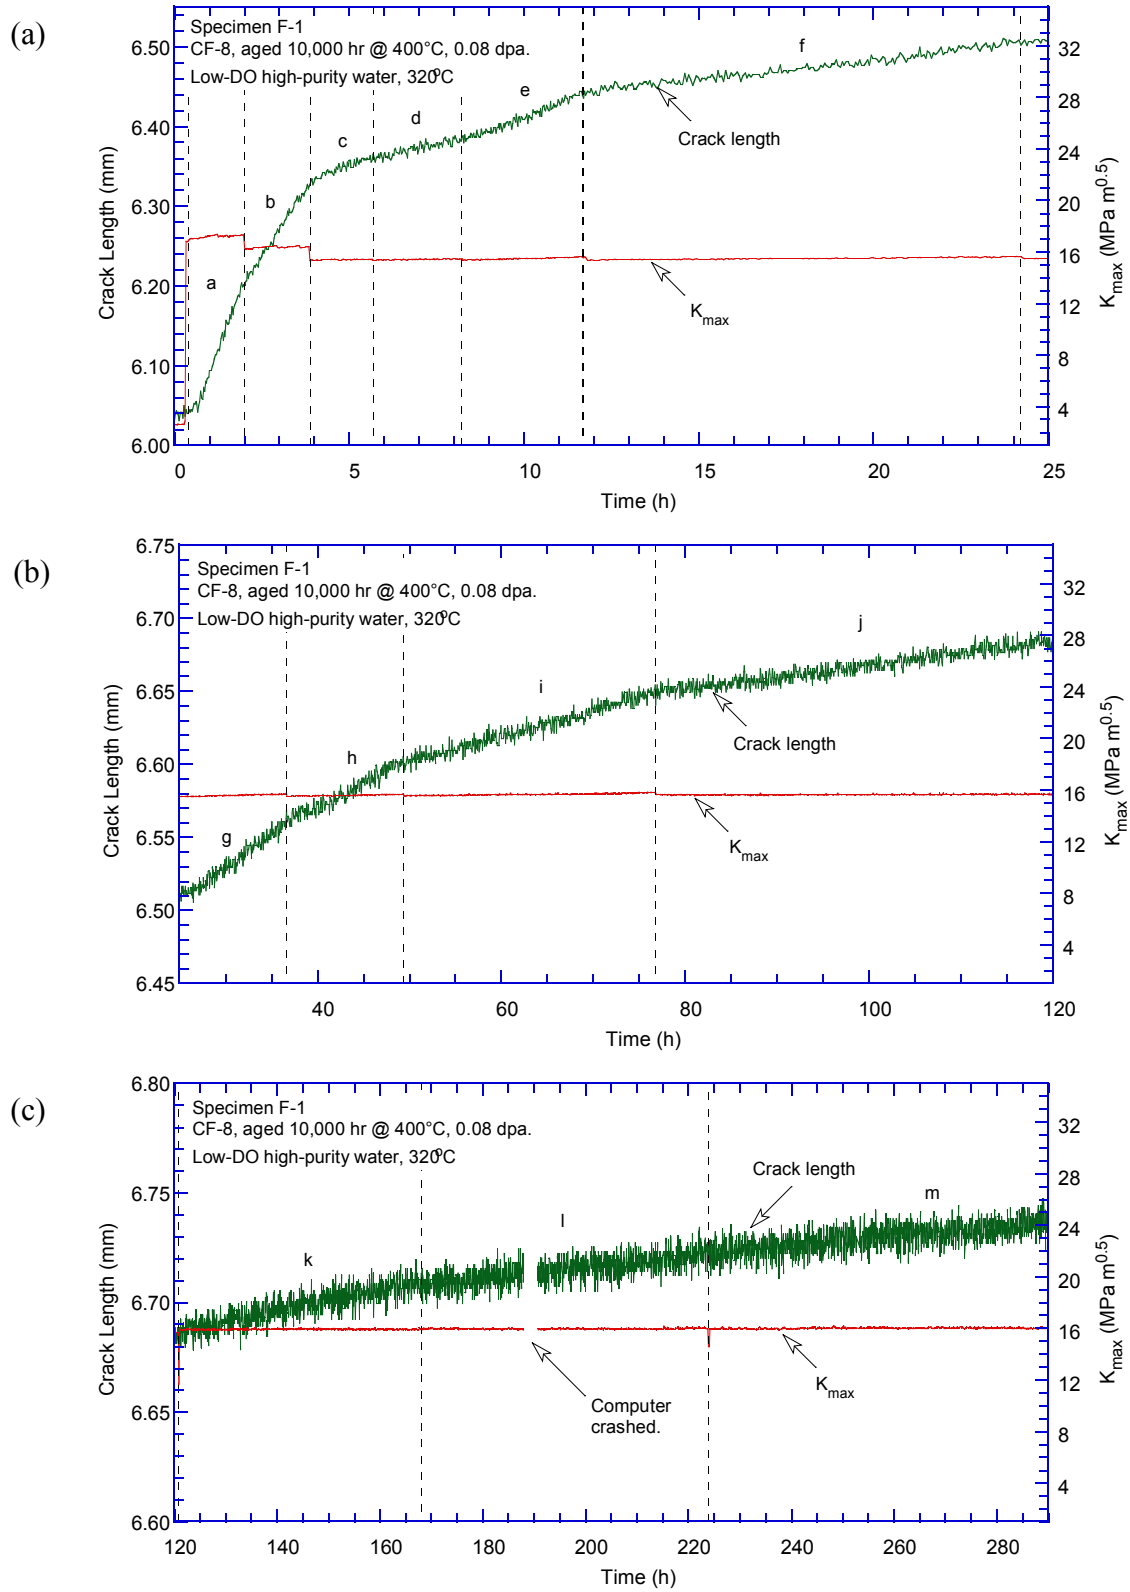 (a)
Specimen F-1
CF-8, aged 10,000 hr @ 400°C, 0.08 dpa.
Low-DO high-purity water, 320°C
a
b
c
d
e
f
Crack length
Kmax
Crack Length (mm)
6.50
6.40
6.30
6.20
6.10
6.00
Kmax (MPa m0.5)
32
28
24
20
16
12
8
4
0
5
10
15
20
25
Time (h)
(b)
Specimen F-1
CF-8, aged 10,000 hr @ 400°C, 0.08 dpa.
Low-DO high-purity water, 320°C
g
h
i
j
Crack length
Kmax
Crack Length (mm)
6.75
6.70
6.65
6.60
6.55
6.50
6.45
Kmax (MPa m0.5)
32
28
24
20
16
12
8
4
40
60
80
100
120
Time (h)
(c)
Specimen F-1
CF-8, aged 10,000 hr @ 400°C, 0.08 dpa.
Low-DO high-purity water, 320°C
k
l
m
Crack length
Computer
crashed.
Kmax
Crack Length (mm)
6.80
6.75
6.70
6.65
6.60
Kmax (MPa m0.5)
32
28
24
20
16
12
8
4
120
140
160
180
200
220
240
260
280
Time (h)